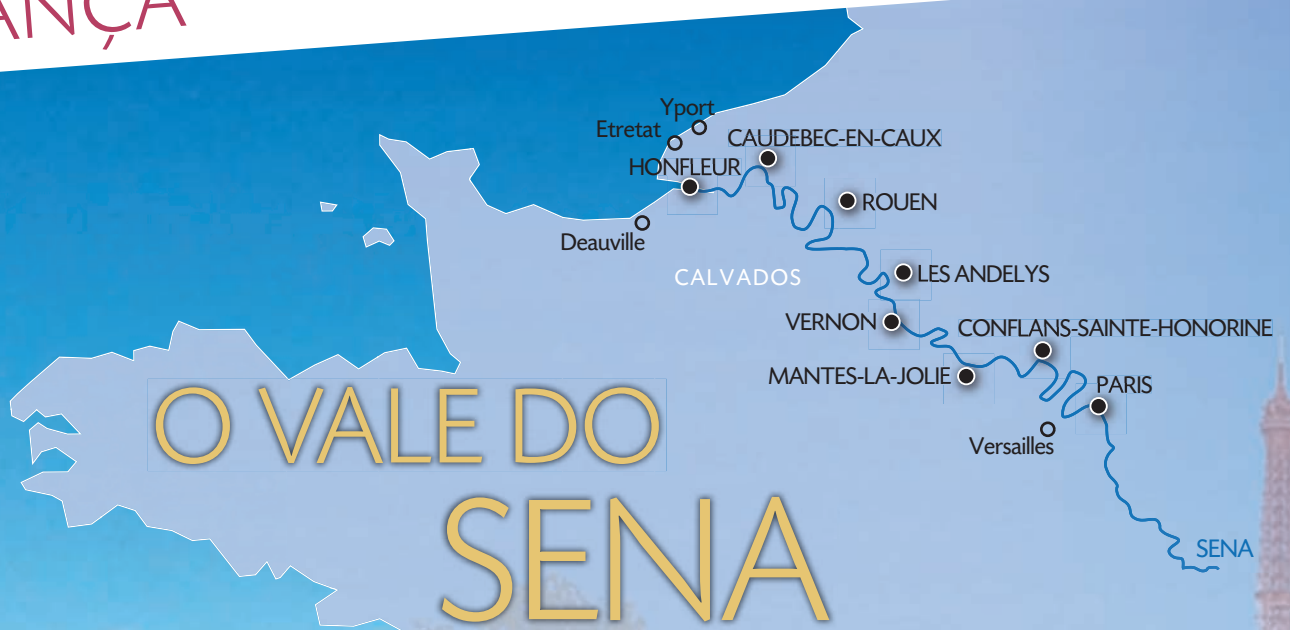 Yport
Etretat
CAUDEBEC-EN-CAUX
HONFLEUR
ROUEN
Deauville
CALVADOS
LES ANDELYS
VERNON
CONFLANS-SAINTE-HONORINE
MANTES-LA-JOLIE
PARIS
Versailles
O VALE DO
SENA
SENA